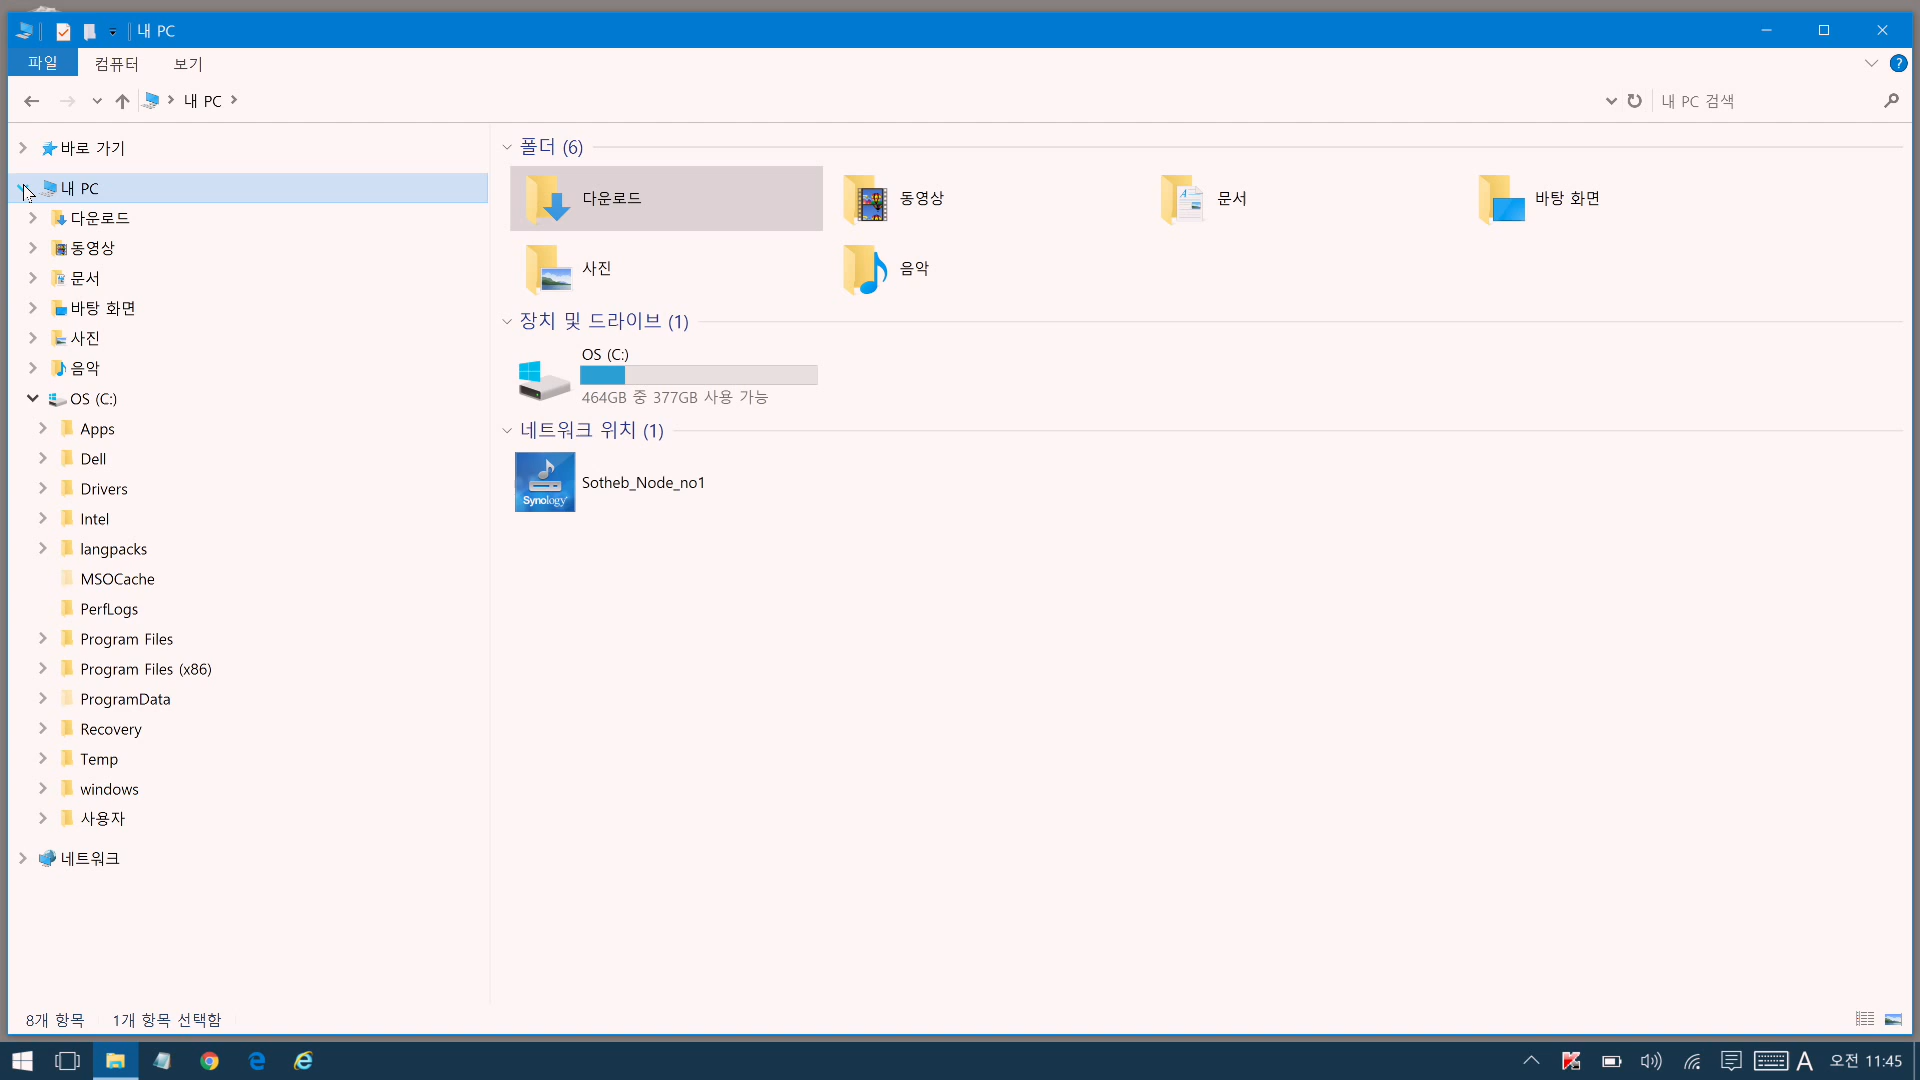 내 PC
파일 컴퓨터 보기
내 PC
내 PC 검색
바로 가기
내 PC
다운로드
동영상
문서
바탕 화면
사진
음악
OS (C:)
Apps
Dell
Drivers
Intel
langpacks
MSOCache
PerfLogs
Program Files
Program Files (x86)
ProgramData
Recovery
Temp
windows
사용자
네트워크
폴더 (6)
다운로드 동영상 문서 바탕 화면
사진 음악
장치 및 드라이브 (1)
OS (C:)
464GB 중 377GB 사용 가능
네트워크 위치 (1)
Synology
Sotheb_Node_no1
8개 항목 1개 항목 선택함
A 오전 11:45